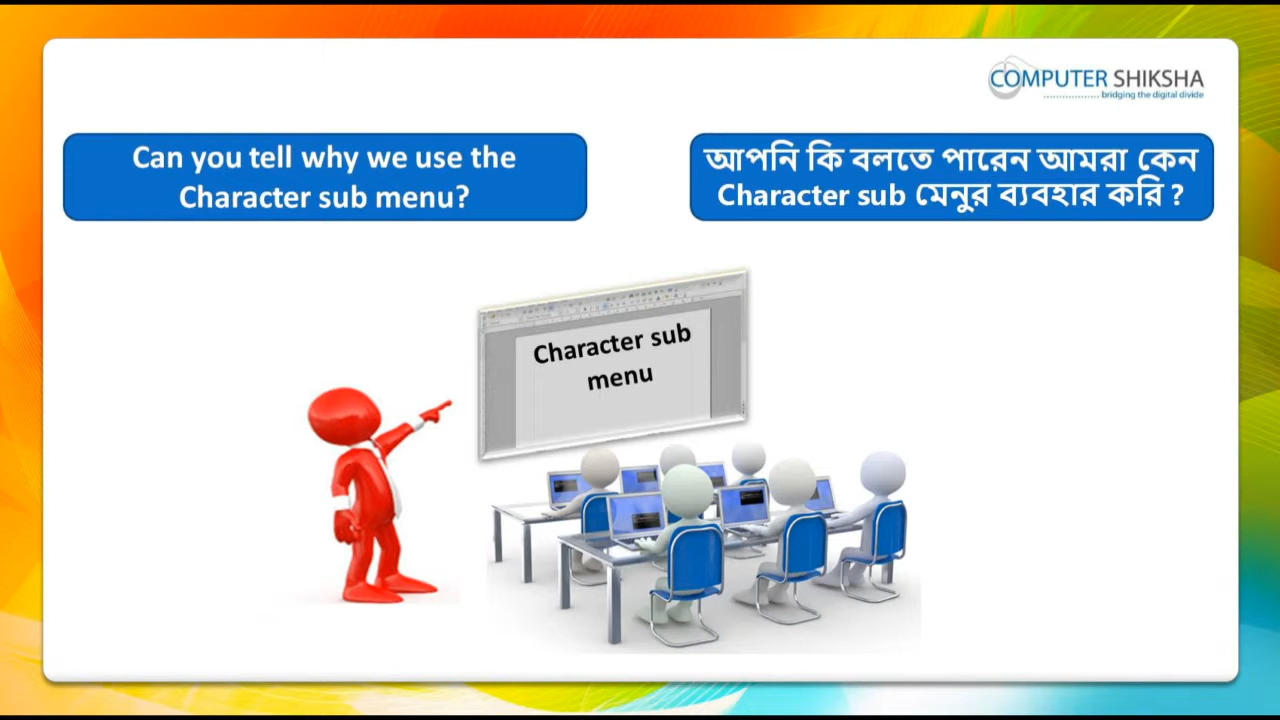 COMPUTER SHIKSHA
bridging the digital divide
Can you tell why we use the
Character sub menu?
আপনি কি বলতে পারেন আমরা কেন
Character sub মেনুর ব্যবহার করি ?
Character sub
menu